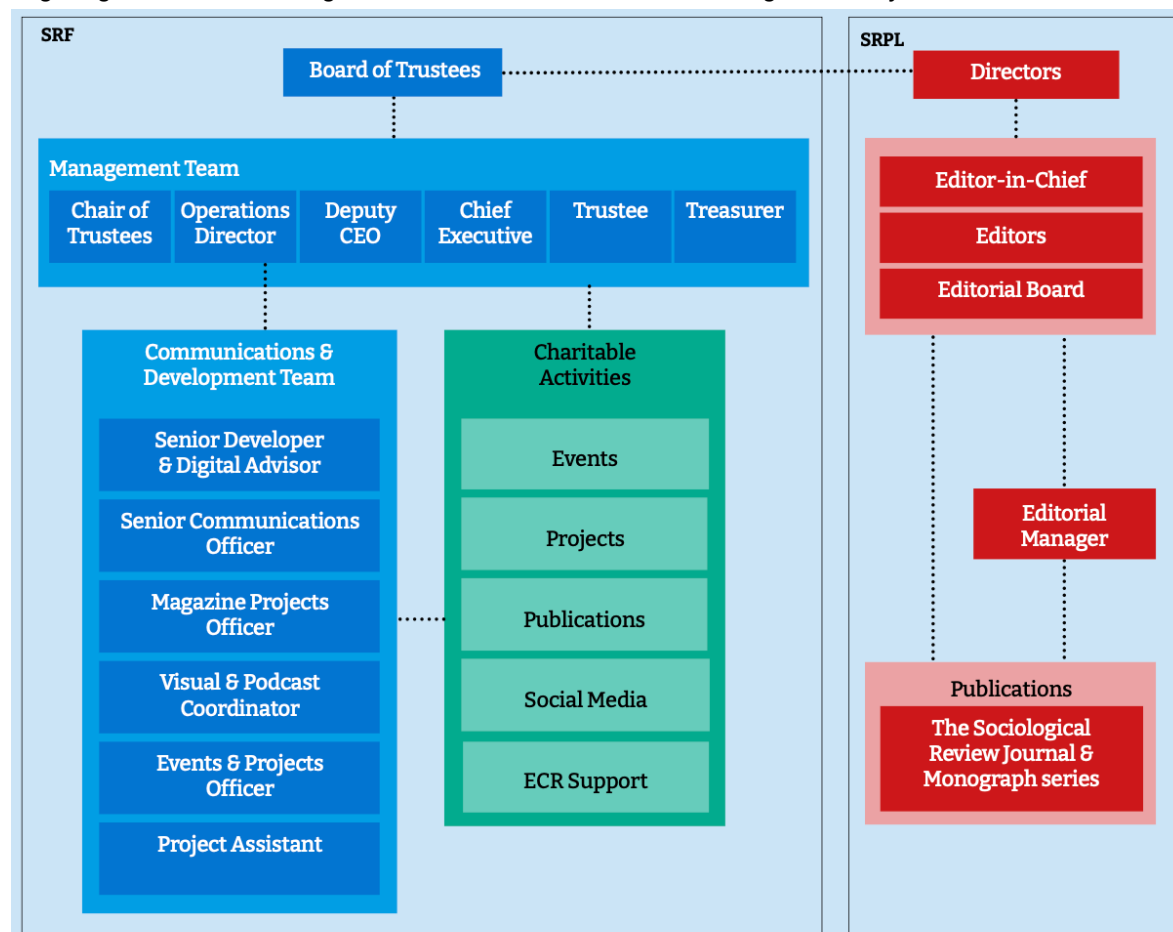 SRF
Board of Trustees
Management Team
Chair of
Trustees
Operations
Director
Deputy
CEO
Chief
Executive
Trustee
Treasurer
Communications &
Development Team
Senior Developer
& Digital Advisor
Senior Communications
Officer
Magazine Projects
Officer
Visual & Podcast
Coordinator
Events & Projects
Officer
Project Assistant
Charitable
Activities
Events
Projects
Publications
Social Media
ECR Support
SRPL
Directors
Editor-in-Chief
Editors
Editorial Board
Editorial
Manager
Publications
The Sociological
Review Journal &
Monograph series